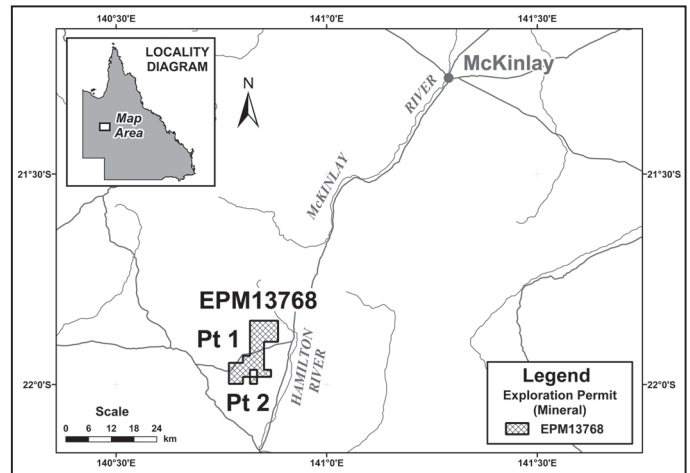 140°30'E
141°0'E
141°30'E
LOCALITY
DIAGRAM
Map
Area
N
McKinlay
RIVER
McKINLAY
21°30'S
21°30'S
EPM13768
Pt 1
Pt 2
HAMILTON
RIVER
22°0'S
22°0'S
Scale
0 6 12 18 24
km
Legend
Exploration Permit
(Mineral)
EPM13768
140°30'E
141°0'E
141°30'E